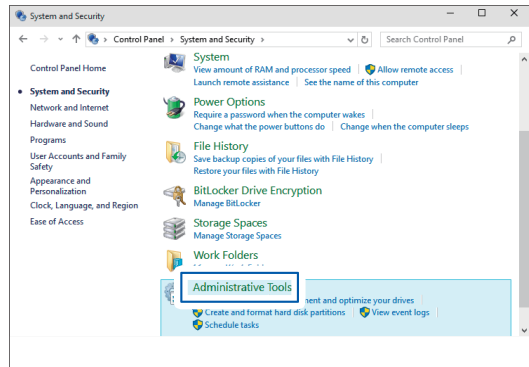 System and Security
Control Panel > System and Security >
Search Control Panel
Control Panel Home
System and Security
Network and Internet
Hardware and Sound
Programs
User Accounts and Family
Safety
Appearance and
Personalization
Clock, Language, and Region
Ease of Access
System
View amount of RAM and processor speed
Allow remote access
Launch remote assistance
See the name of this computer
Power Options
Require a password when the computer wakes
Change what the power buttons do
Change when the computer sleeps
File History
Save backup copies of your files with File History
Restore your files with File History
BitLocker Drive Encryption
Manage BitLocker
Storage Spaces
Manage Storage Spaces
Work Folders
Administrative Tools
and optimize your drives
Create and format hard disk partitions
View event logs
Schedule tasks